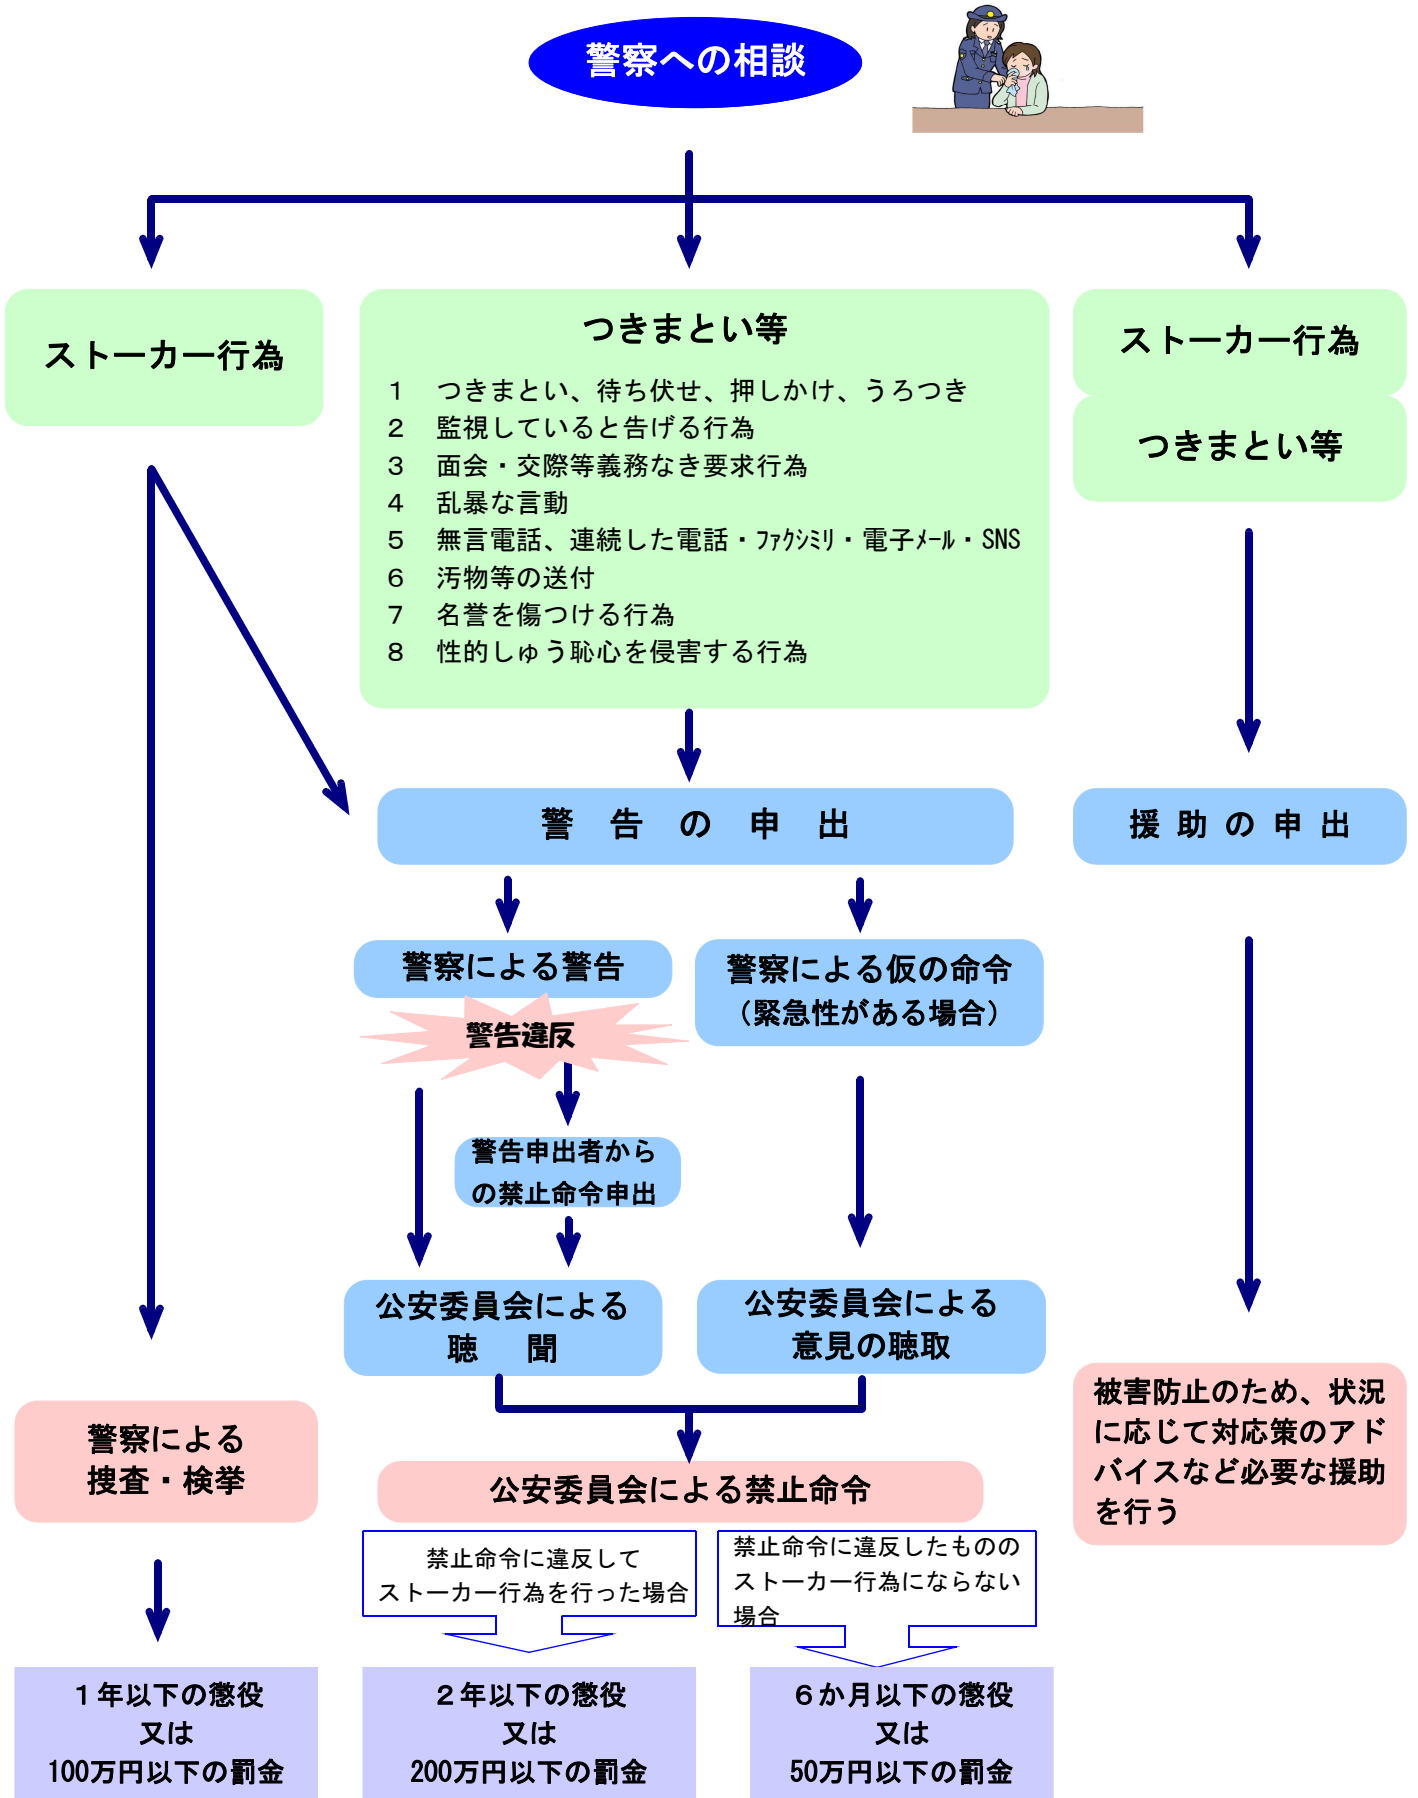 警察への相談
ストーカー行為
つきまとい等
１　つきまとい、待ち伏せ、押しかけ、うろつき
２　監視していると告げる行為
３　面会・交際等義務なき要求行為
４　乱暴な言動
５　無言電話、連続した電話・ﾌｧｸｼﾐﾘ・電子ﾒｰﾙ・SNS
６　汚物等の送付
７　名誉を傷つける行為
８　性的しゅう恥心を侵害する行為
ストーカー行為
つきまとい等
警　告　の　申　出
援 助 の 申 出
警察による警告
警察による仮の命令
（緊急性がある場合）
警告違反
警告申出者から
の禁止命令申出
公安委員会による
聴　聞
公安委員会による
意見の聴取
警察による
捜査・検挙
公安委員会による禁止命令
被害防止のため、状況
に応じて対応策のアド
バイスなど必要な援助
を行う
禁止命令に違反して
ストーカー行為を行った場合
禁止命令に違反したものの
ストーカー行為にならない
場合
１年以下の懲役
又は
100万円以下の罰金
２年以下の懲役
又は
200万円以下の罰金
６か月以下の懲役
又は
50万円以下の罰金